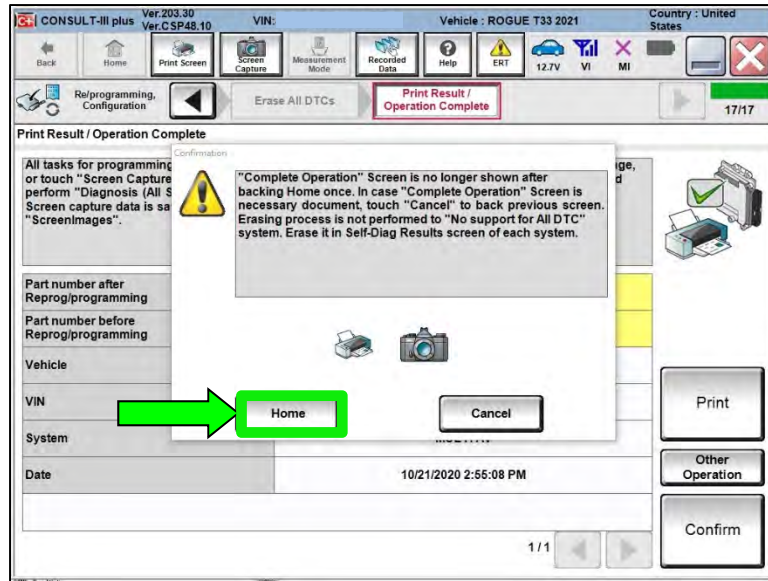 CONSULT-III plus
Ver.203.30
Ver.CSP48.10
VIN:
Vehicle : ROGUE T33 2021
Country : United
States
Back
Home
Print Screen
Screen
Capture
Measurement
Mode
Recorded
Data
Help
ERT
12.7V
VI
MI
Re/programming,
Configuration
Erase All DTCs
Print Result /
Operation Complete
17/17
Print Result / Operation Complete
All tasks for programming
or touch "Screen Capture
perform "Diagnosis (All S
Screen capture data is sa
"ScreenImages".
Confirmation
"Complete Operation" Screen is no longer shown after
backing Home once. In case "Complete Operation" Screen is
necessary document, touch "Cancel" to back previous screen.
Erasing process is not performed to "No support for All DTC"
system. Erase it in Self-Diag Results screen of each system.
Home
Cancel
Part number after
Reprog/programming
Part number before
Reprog/programming
Vehicle
VIN
System
Date
10/21/2020 2:55:08 PM
1/1
Print
Other
Operation
Confirm